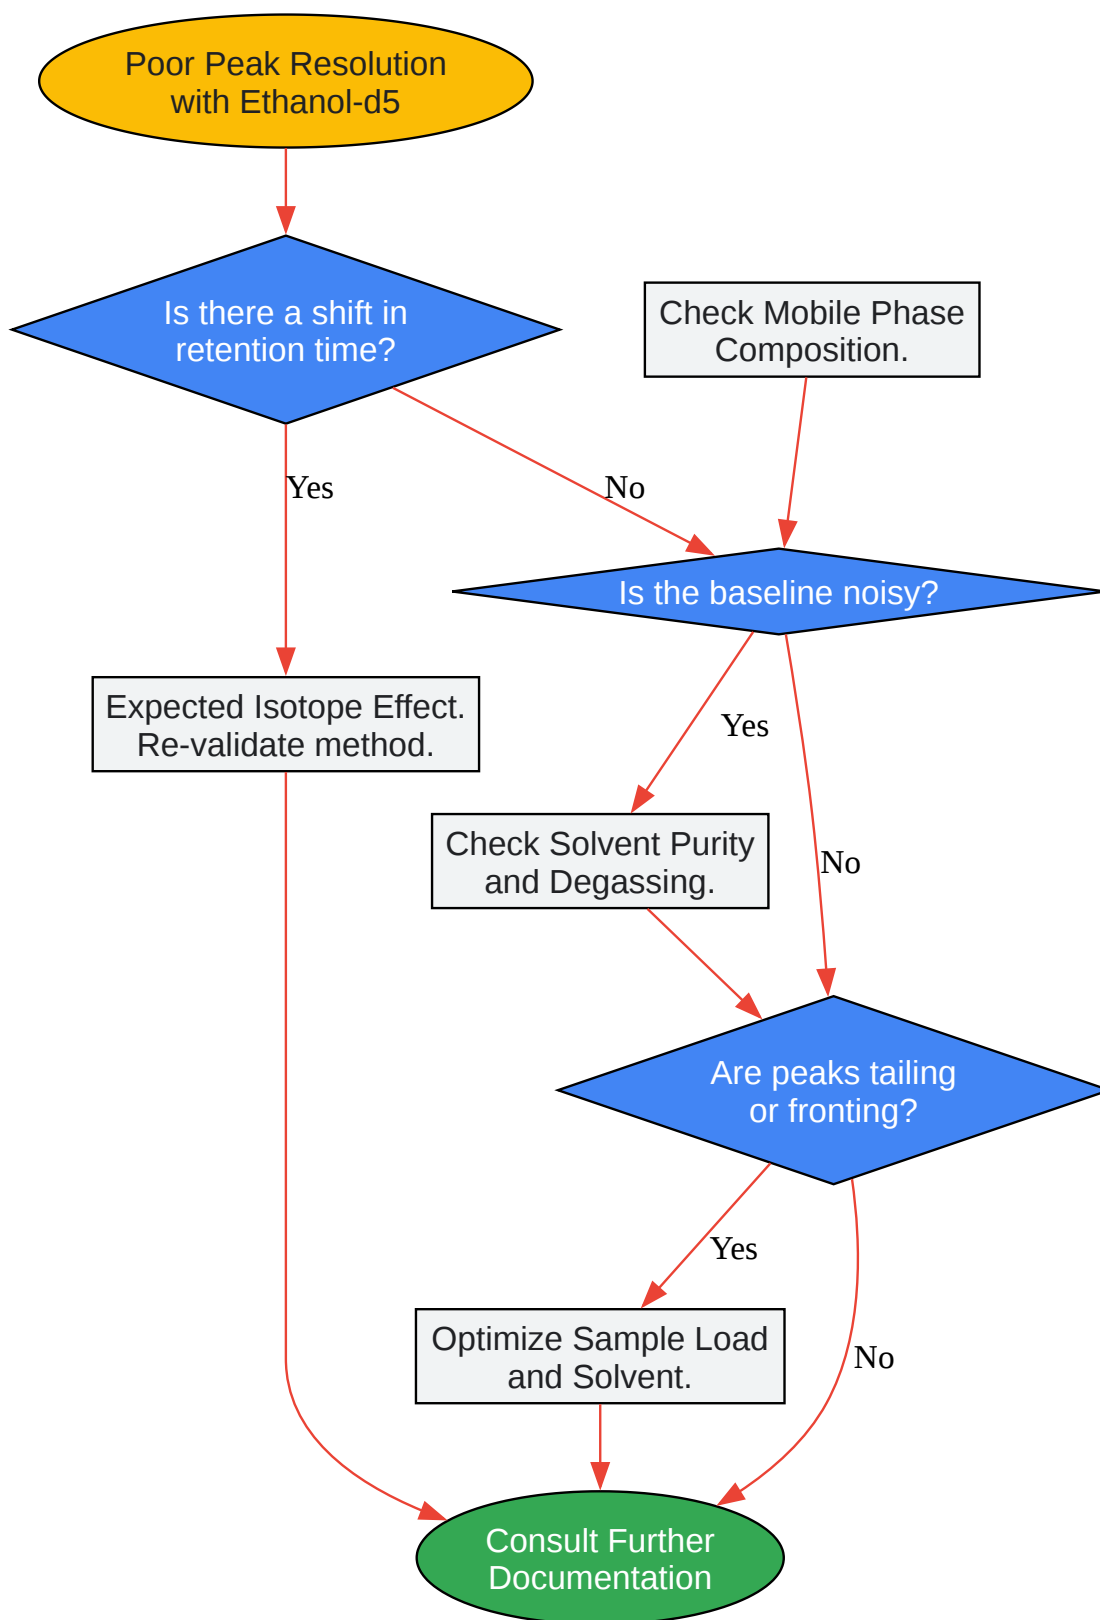 Poor Peak Resolution
with Ethanol-d5
Is there a shift in
retention time?
Check Mobile Phase
Composition.
Yes
No
Is the baseline noisy?
Expected Isotope Effect.
Re-validate method.
Yes
Check Solvent Purity
and Degassing.
No
Are peaks tailing
or fronting?
Yes
Optimize Sample Load
and Solvent.
No
Consult Further
Documentation